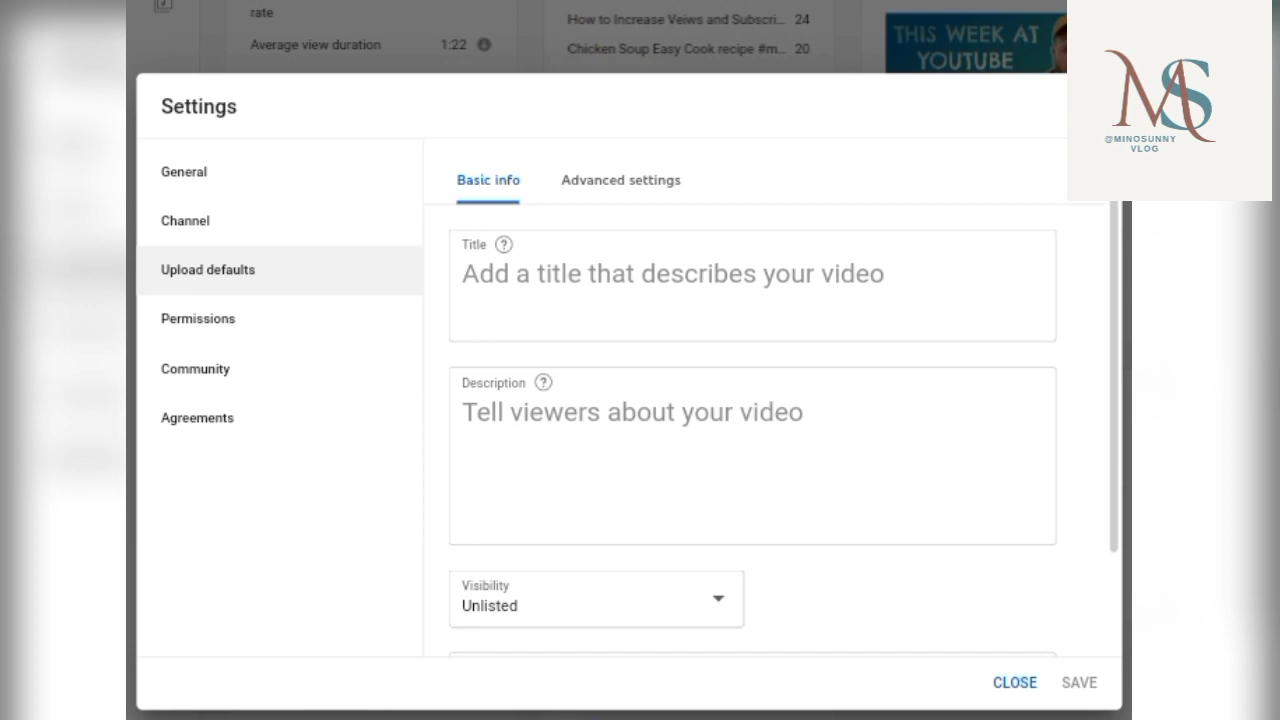 rate
Average view duration 1:22
How to Increase Veiws and Subscri... 24
Chicken Soup Easy Cook recipe #m... 20
THIS WEEK AT
YOUTUBE
MS
@MINOSUNNY
VLOG
Settings
General
Channel
Upload defaults
Permissions
Community
Agreements
Basic info Advanced settings
Title ?
Add a title that describes your video
Description ?
Tell viewers about your video
Visibility
Unlisted
CLOSE SAVE